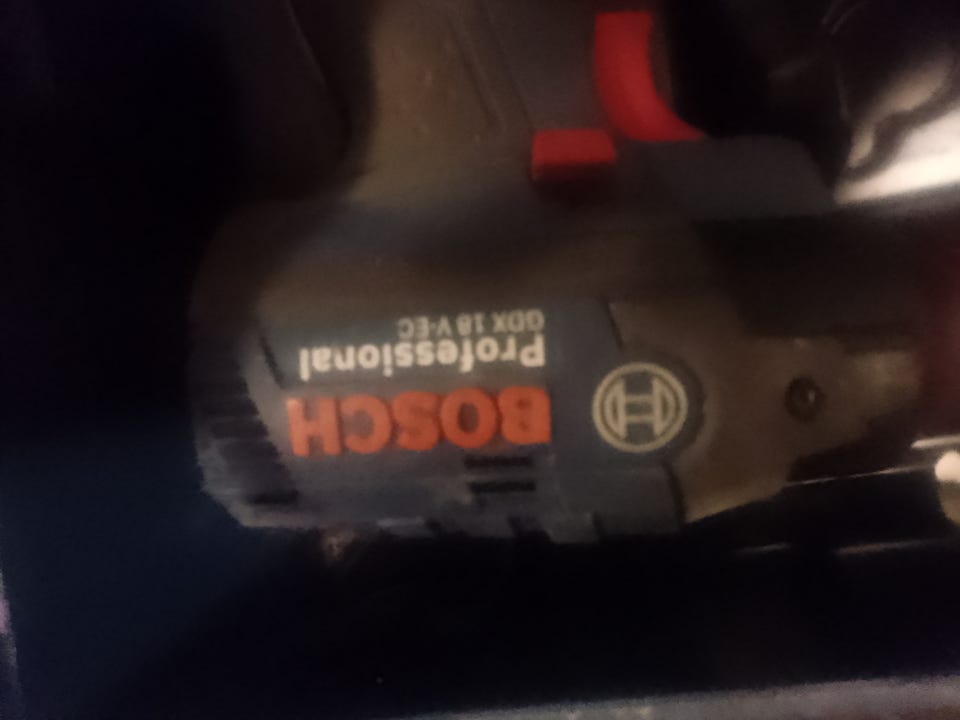 BOSCH
Professional
GDX 18 V-EC